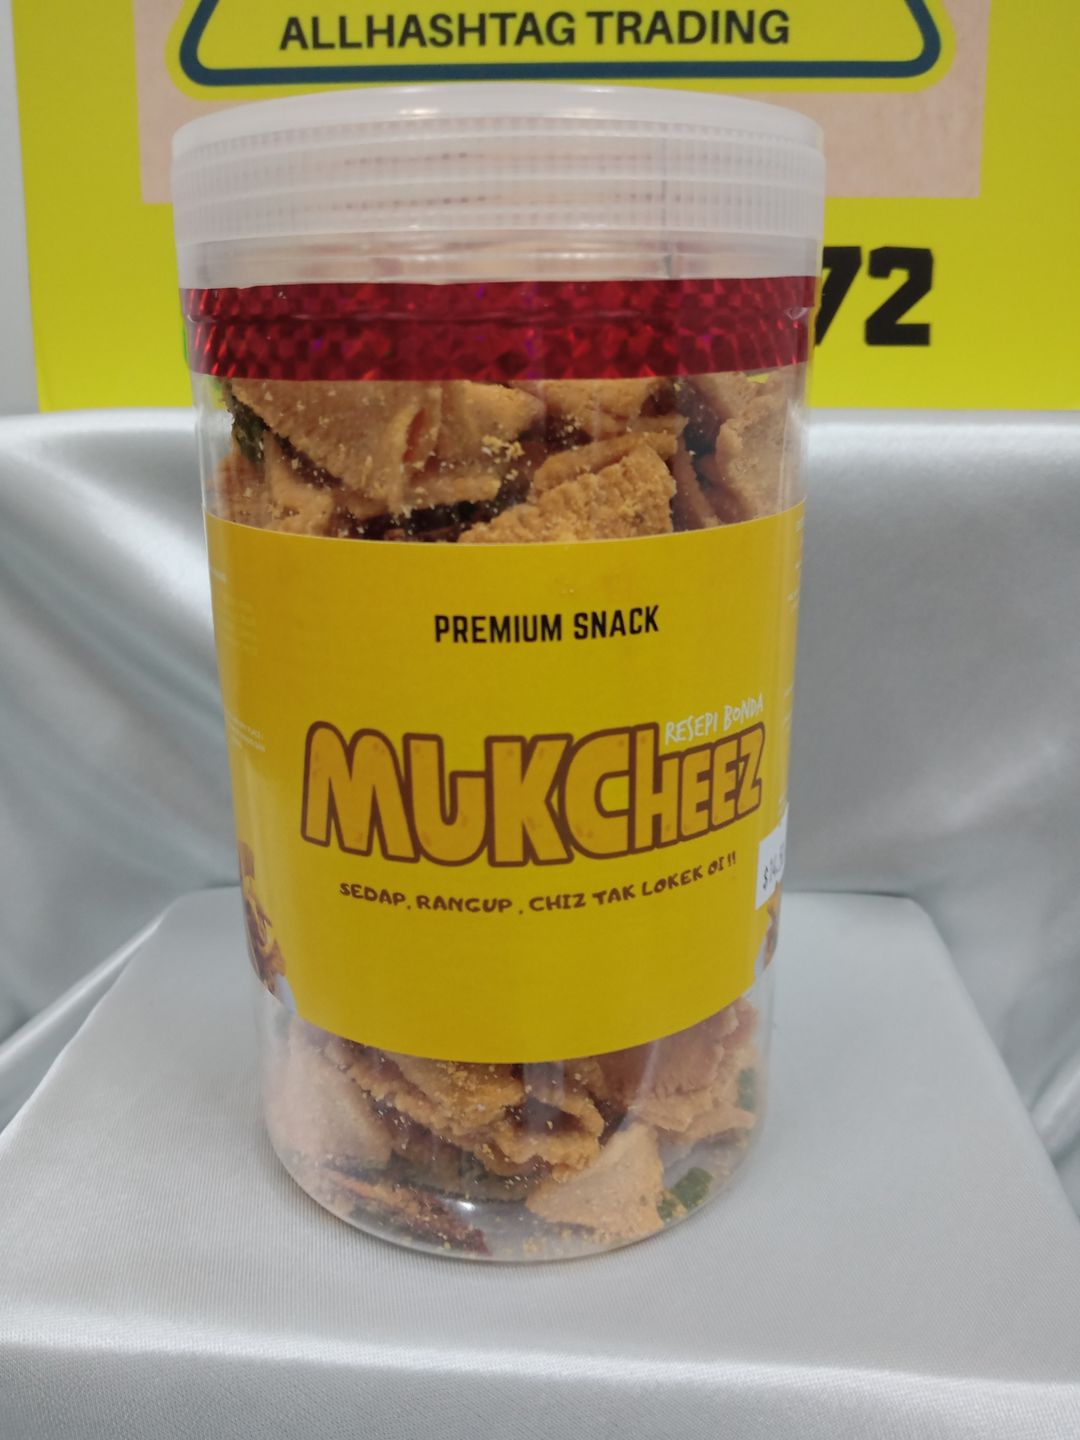 ALLHASHTAG TRADING
72
PREMIUM SNACK
RESEPI BONDA
MUKCHEEZ
SEDAP, RANGUP, CHIZ TAK LOKEK OI !!